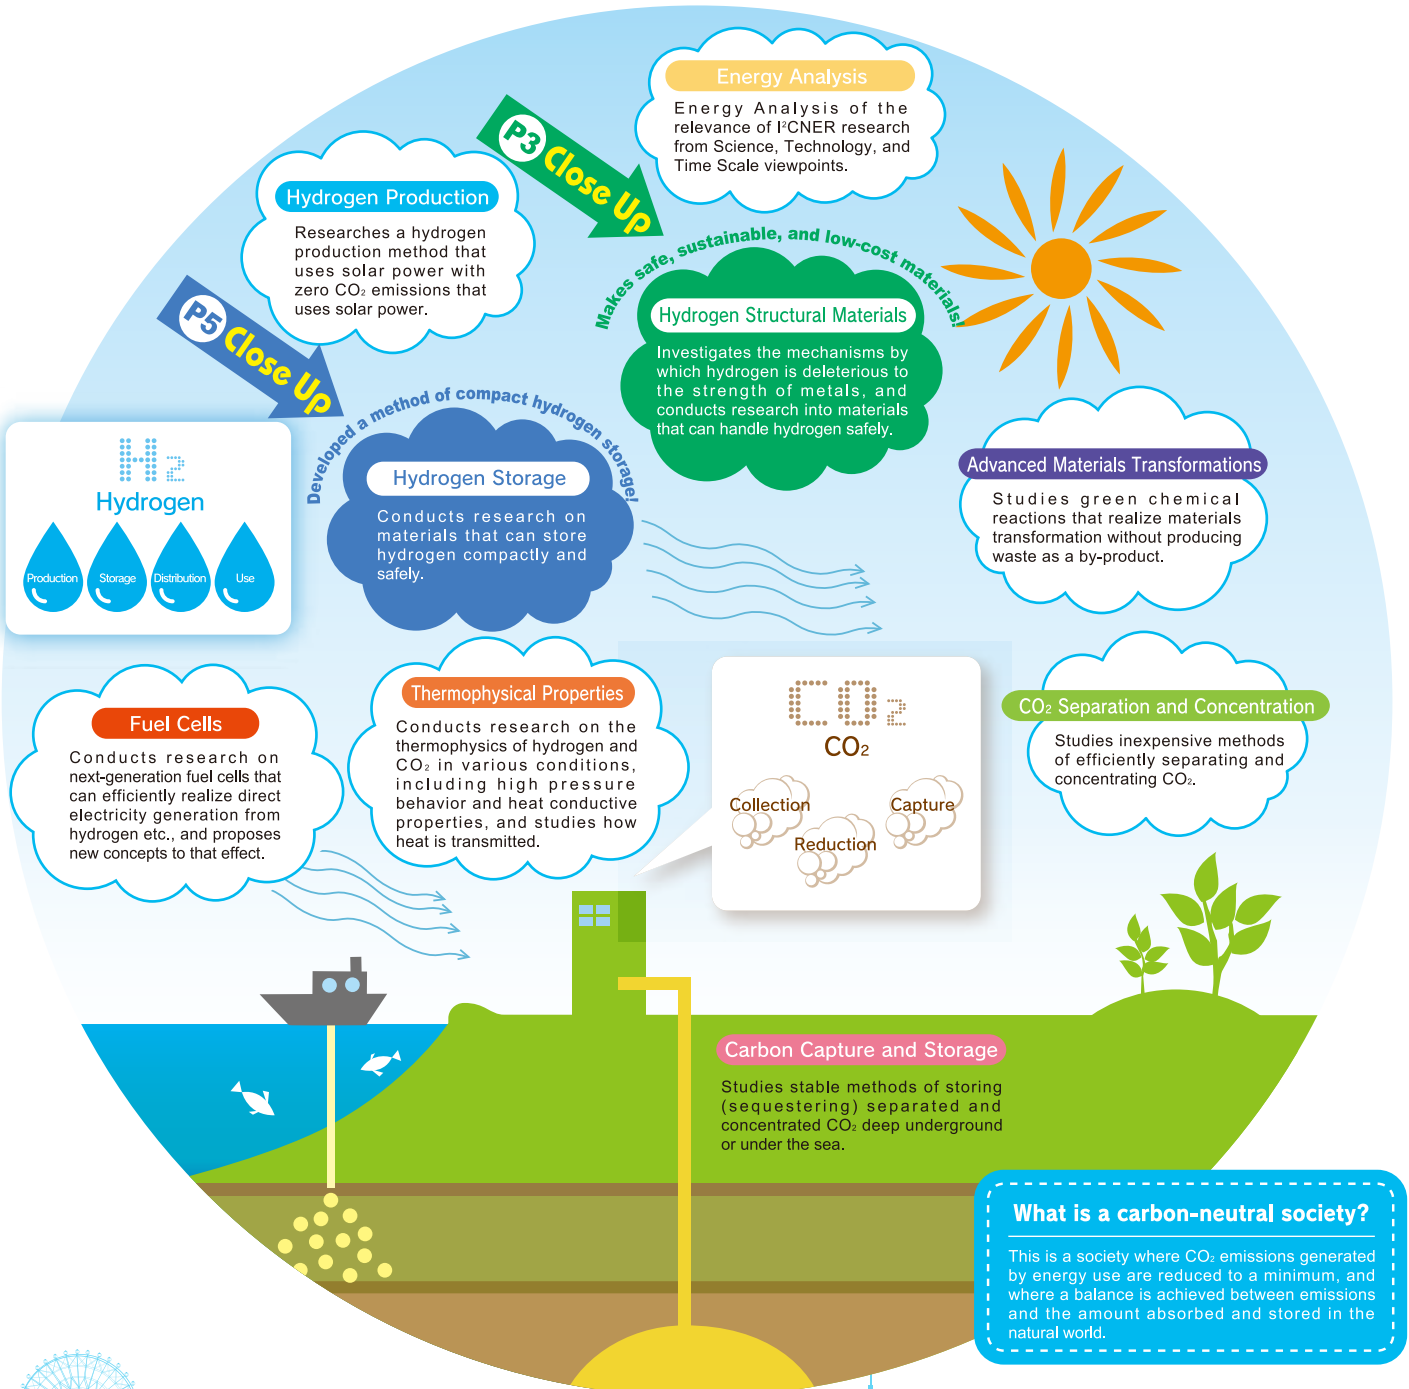 Energy Analysis
Energy Analysis of the
relevance of I²CNER research
from Science, Technology, and
Time Scale viewpoints.
P3 Close Up
Hydrogen Production
Researches a hydrogen
production method that
uses solar power with
zero CO₂ emissions that
uses solar power.
Makes safe, sustainable, and low-cost materials!
Hydrogen Structural Materials
Investigates the mechanisms by
which hydrogen is deleterious to
the strength of metals, and
conducts research into materials
that can handle hydrogen safely.
P5 Close Up
Developed a method of compact hydrogen storage!
Hydrogen Storage
Conducts research on
materials that can store
hydrogen compactly and
safely.
H2
Hydrogen
Production
Storage
Distribution
Use
Advanced Materials Transformations
Studies green chemical
reactions that realize materials
transformation without producing
waste as a by-product.
Fuel Cells
Conducts research on
next-generation fuel cells that
can efficiently realize direct
electricity generation from
hydrogen etc., and proposes
new concepts to that effect.
Thermophysical Properties
Conducts research on the
thermophysics of hydrogen and
CO₂ in various conditions,
including high pressure
behavior and heat conductive
properties, and studies how
heat is transmitted.
CO2
CO₂
Collection
Reduction
Capture
CO₂ Separation and Concentration
Studies inexpensive methods
of efficiently separating and
concentrating CO₂.
Carbon Capture and Storage
Studies stable methods of storing
(sequestering) separated and
concentrated CO₂ deep underground
or under the sea.
What is a carbon-neutral society?
This is a society where CO₂ emissions generated
by energy use are reduced to a minimum, and
where a balance is achieved between emissions
and the amount absorbed and stored in the
natural world.